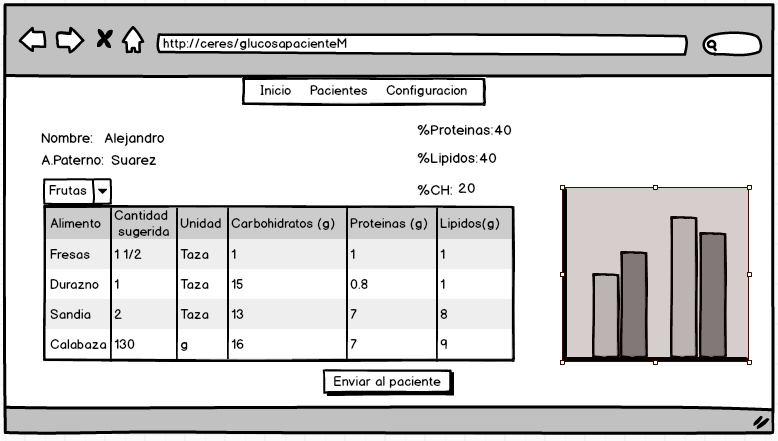 http://ceres/glucosapacienteM
Inicio Pacientes Configuracion
Nombre: Alejandro
A.Paterno: Suarez
%Proteinas:40
%Lipidos:40
%CH: 20
Frutas
Alimento Cantidad sugerida Unidad Carbohidratos (g) Proteinas (g) Lipidos(g)
Fresas 1 1/2 Taza 1 1 1
Durazno 1 Taza 15 0.8 1
Sandia 2 Taza 13 7 8
Calabaza 130 g 16 7 9
Enviar al paciente